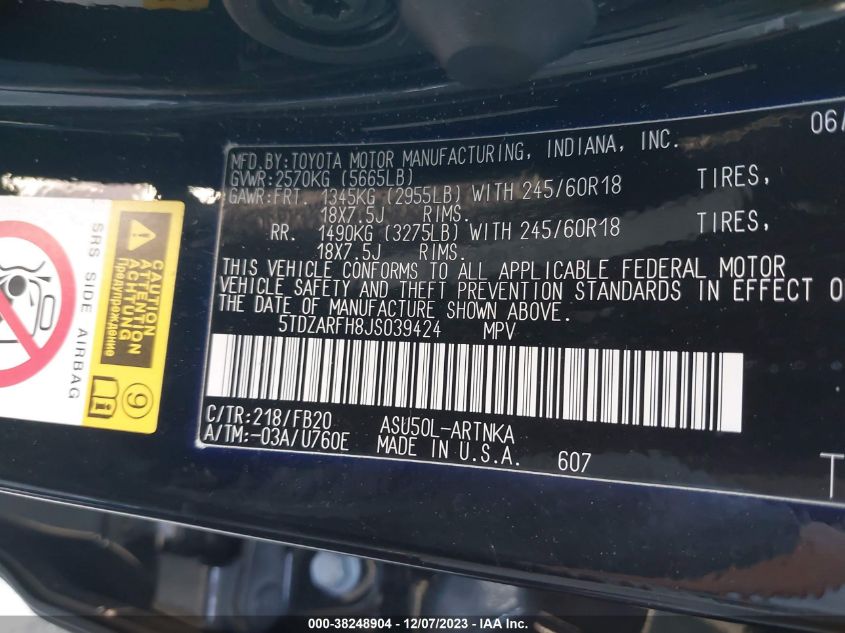 06/
MFD.BY:TOYOTA MOTOR MANUFACTURING, INDIANA, INC.
GVWR:2570KG (5665LB)
GAWR:FRT. 1345KG (2955LB) WITH 245/60R18 TIRES,
18X7.5J RIMS.
RR. 1490KG (3275LB) WITH 245/60R18 TIRES,
18X7.5J RIMS.
THIS VEHICLE CONFORMS TO ALL APPLICABLE FEDERAL MOTOR
VEHICLE SAFETY AND THEFT PREVENTION STANDARDS IN EFFECT O
THE DATE OF MANUFACTURE SHOWN ABOVE.
5TDZARFH8JS039424 MPV
C/TR:218/FB20 ASU50L-ARTNKA
A/TM:-03A/U760E MADE IN U.S.A. 607
T
SRS SIDE AIRBAG
CAUTION
ATTENTION
ACHTUNG
Предупреждение
9
000-38248904 — 12/07/2023 — IAA Inc.